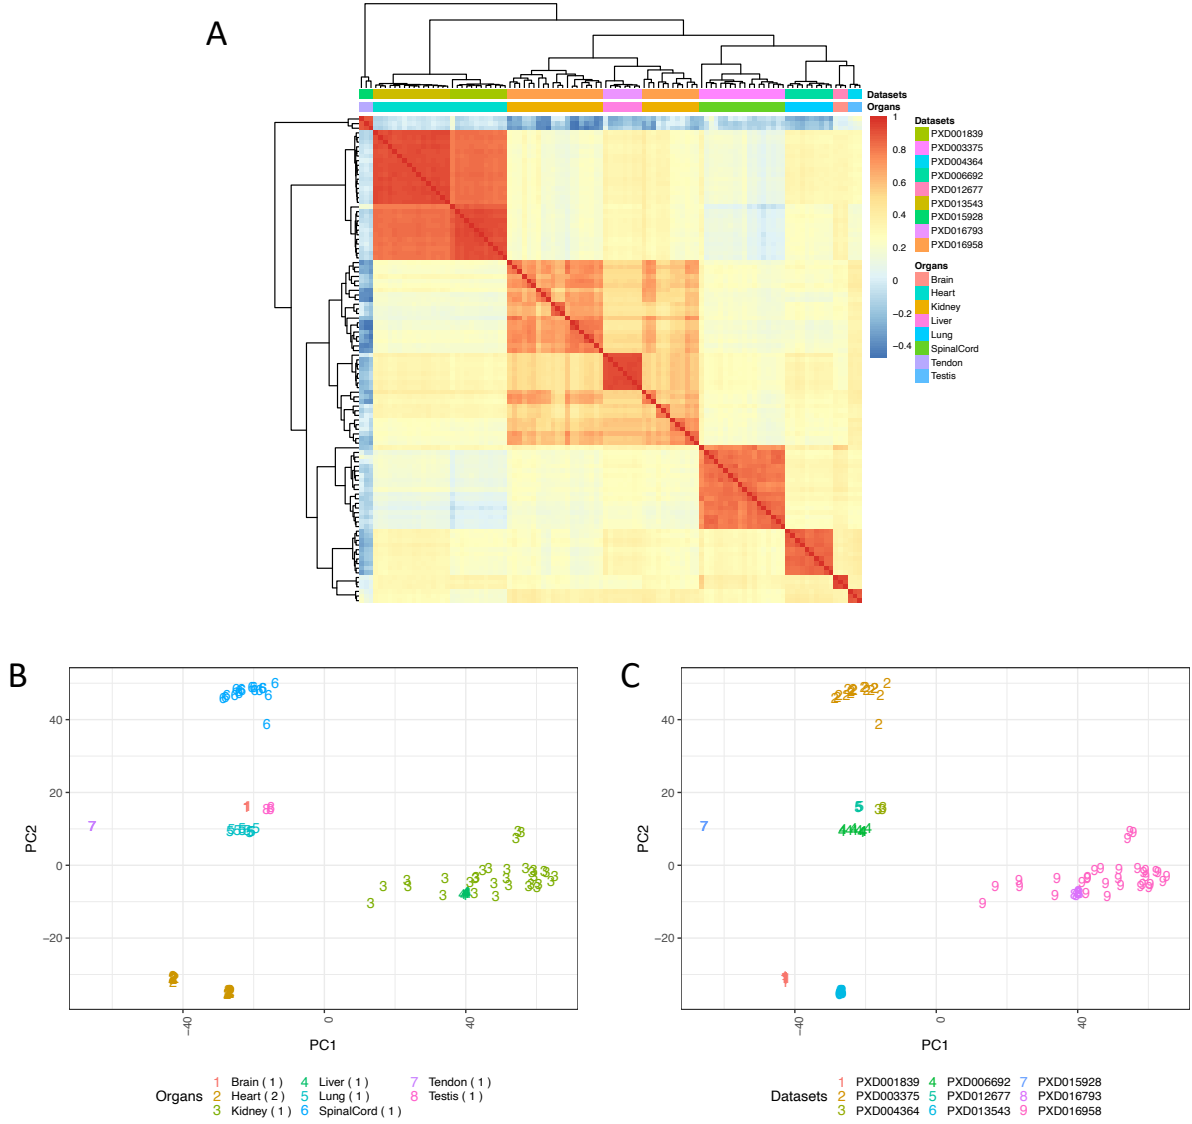 A
Datasets
Organs
1
0.8
0.6
0.4
0.2
0
−0.2
−0.4
Datasets
PXD001839
PXD003375
PXD004364
PXD006692
PXD012677
PXD013543
PXD015928
PXD016793
PXD016958
Organs
Brain
Heart
Kidney
Liver
Lung
SpinalCord
Tendon
Testis
B
PC2
40
20
0
−20
−40
0
40
PC1
Organs
1 Brain ( 1 )
2 Heart ( 2 )
3 Kidney ( 1 )
4 Liver ( 1 )
5 Lung ( 1 )
6 SpinalCord ( 1 )
7 Tendon ( 1 )
8 Testis ( 1 )
C
PC2
40
20
0
−20
−40
0
40
PC1
Datasets
1 PXD001839
2 PXD003375
3 PXD004364
4 PXD006692
5 PXD012677
6 PXD013543
7 PXD015928
8 PXD016793
9 PXD016958